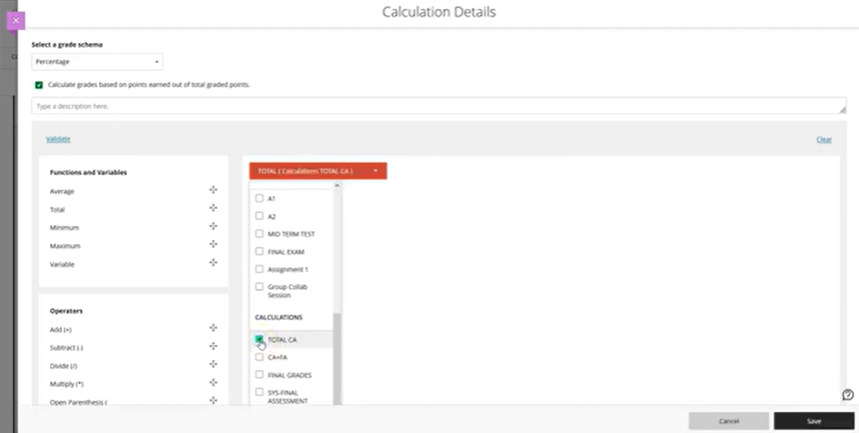 Calculation Details
Select a grade schema
Percentage
Calculate grades based on points earned out of total graded points.
Type a description here.
Validate
Clear
Functions and Variables
Average
Total
Minimum
Maximum
Variable
Operators
Add (+)
Subtract (-)
Divide (/)
Multiply (*)
Open Parenthesis (
TOTAL ( Calculations: TOTAL CA )
A1
A2
MID TERM TEST
FINAL EXAM
Assignment 1
Group Collab
Session
CALCULATIONS
TOTAL CA
CA+FA
FINAL GRADES
SYS-FINAL
ASSESSMENT
Cancel
Save